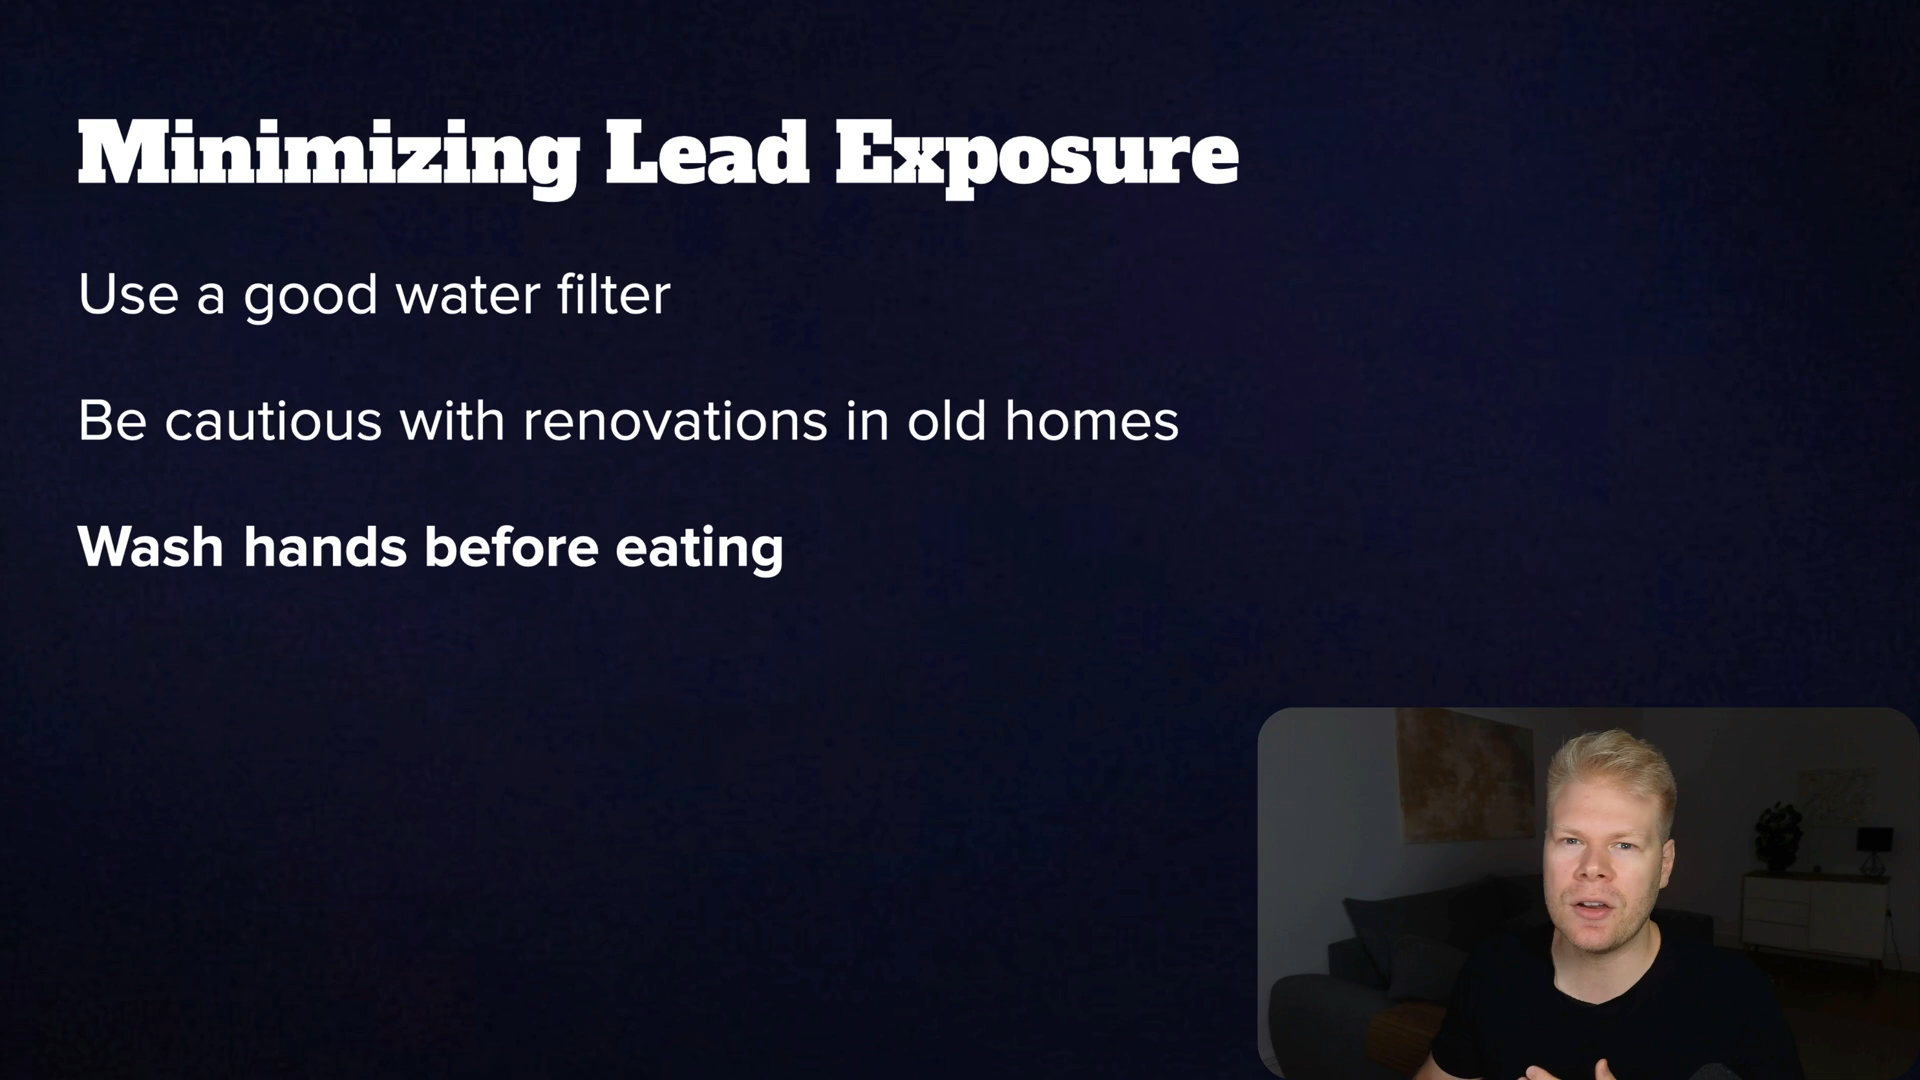 Minimizing Lead Exposure
Use a good water filter
Be cautious with renovations in old homes
Wash hands before eating